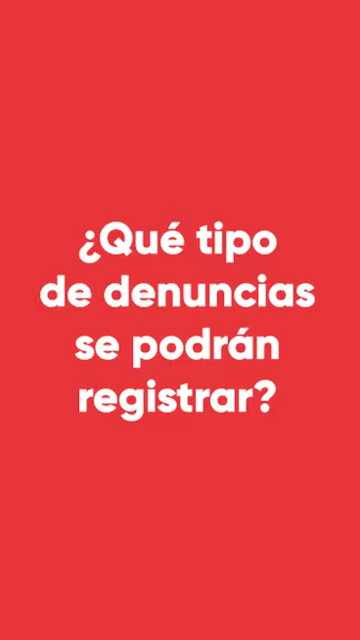 ¿Qué tipo
de denuncias
se podrán
registrar?